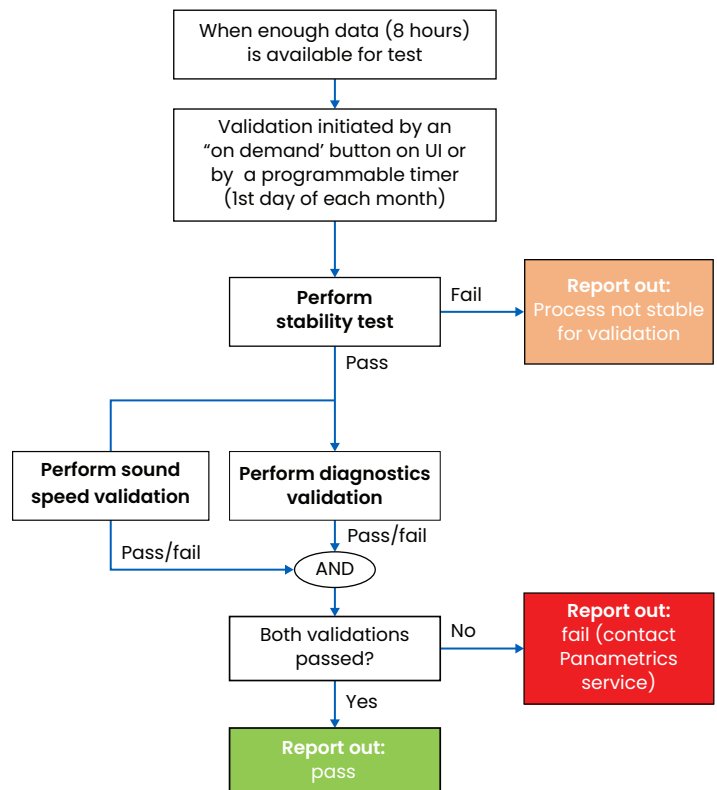 When enough data (8 hours)
is available for test
Validation initiated by an
“on demand’ button on UI or
by a programmable timer
(1st day of each month)
Perform
stability test
Fail
Report out:
Process not stable
for validation
Pass
Perform sound
speed validation
Perform diagnostics
validation
Pass/fail
Pass/fail
AND
Both validations
passed?
No
Report out:
fail (contact
Panametrics
service)
Yes
Report out:
pass